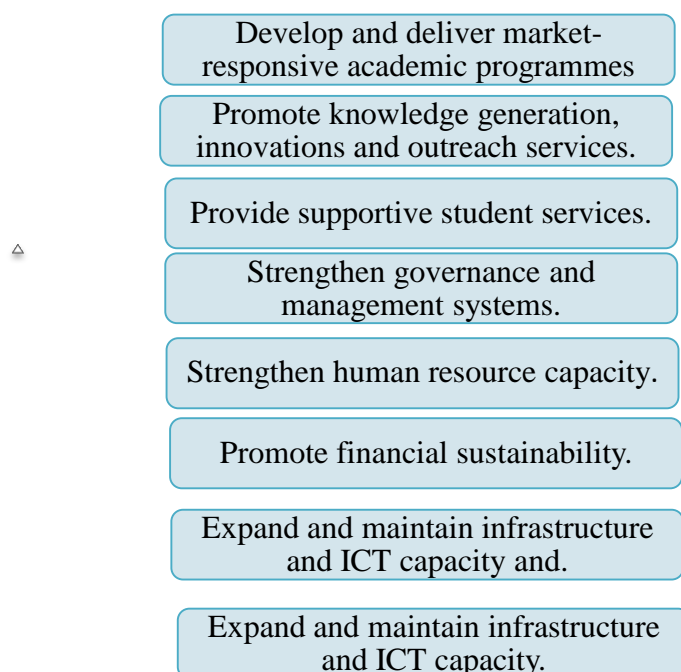 Develop and deliver market-
responsive academic programmes
Promote knowledge generation,
innovations and outreach services.
Provide supportive student services.
Strengthen governance and
management systems.
Strengthen human resource capacity.
Promote financial sustainability.
Expand and maintain infrastructure
and ICT capacity and.
Expand and maintain infrastructure
and ICT capacity.